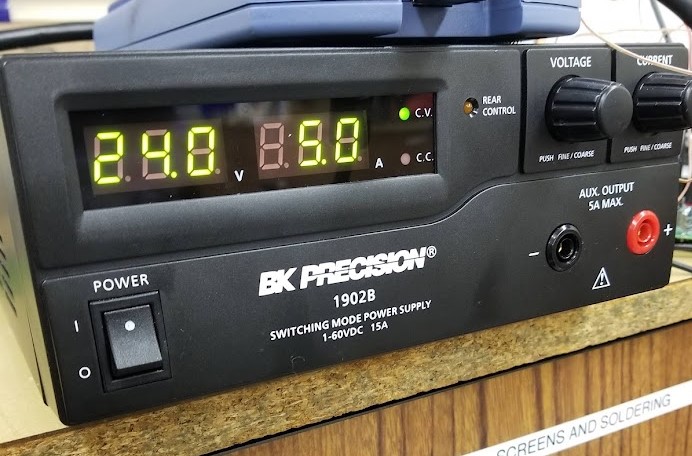 VOLTAGE
CURRENT
REAR
CONTROL
C.V.
24.0 V 5.0 A
C.C.
PUSH FINE / COARSE
PUSH FINE / COARSE
AUX. OUTPUT
5A MAX.
- +
BK PRECISION®
1902B
SWITCHING MODE POWER SUPPLY
1-60VDC 15A
POWER
I
O
SCREENS AND SOLDERING